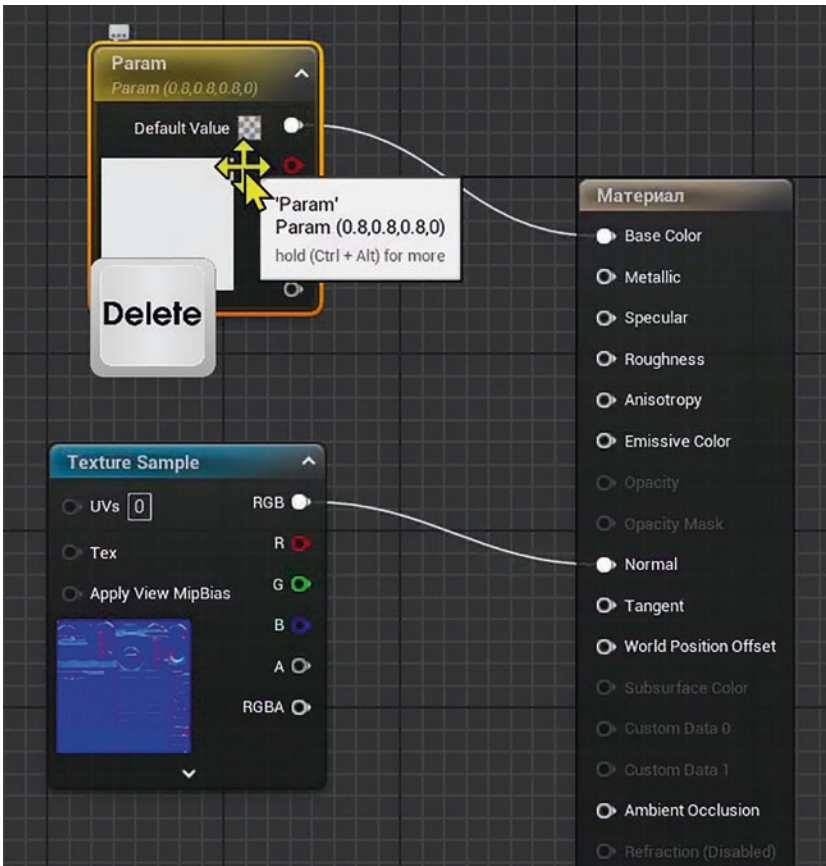 Param
Param (0.8,0.8,0.8,0)
Default Value
'Param'
Param (0.8,0.8,0.8,0)
hold (Ctrl + Alt) for more
Delete
Texture Sample
UVs 0
RGB
Tex
R
Apply View MipBias
G
B
A
RGBA
Материал
Base Color
Metallic
Specular
Roughness
Anisotropy
Emissive Color
Opacity
Opacity Mask
Normal
Tangent
World Position Offset
Subsurface Color
Custom Data 0
Custom Data 1
Ambient Occlusion
Refraction (Disabled)